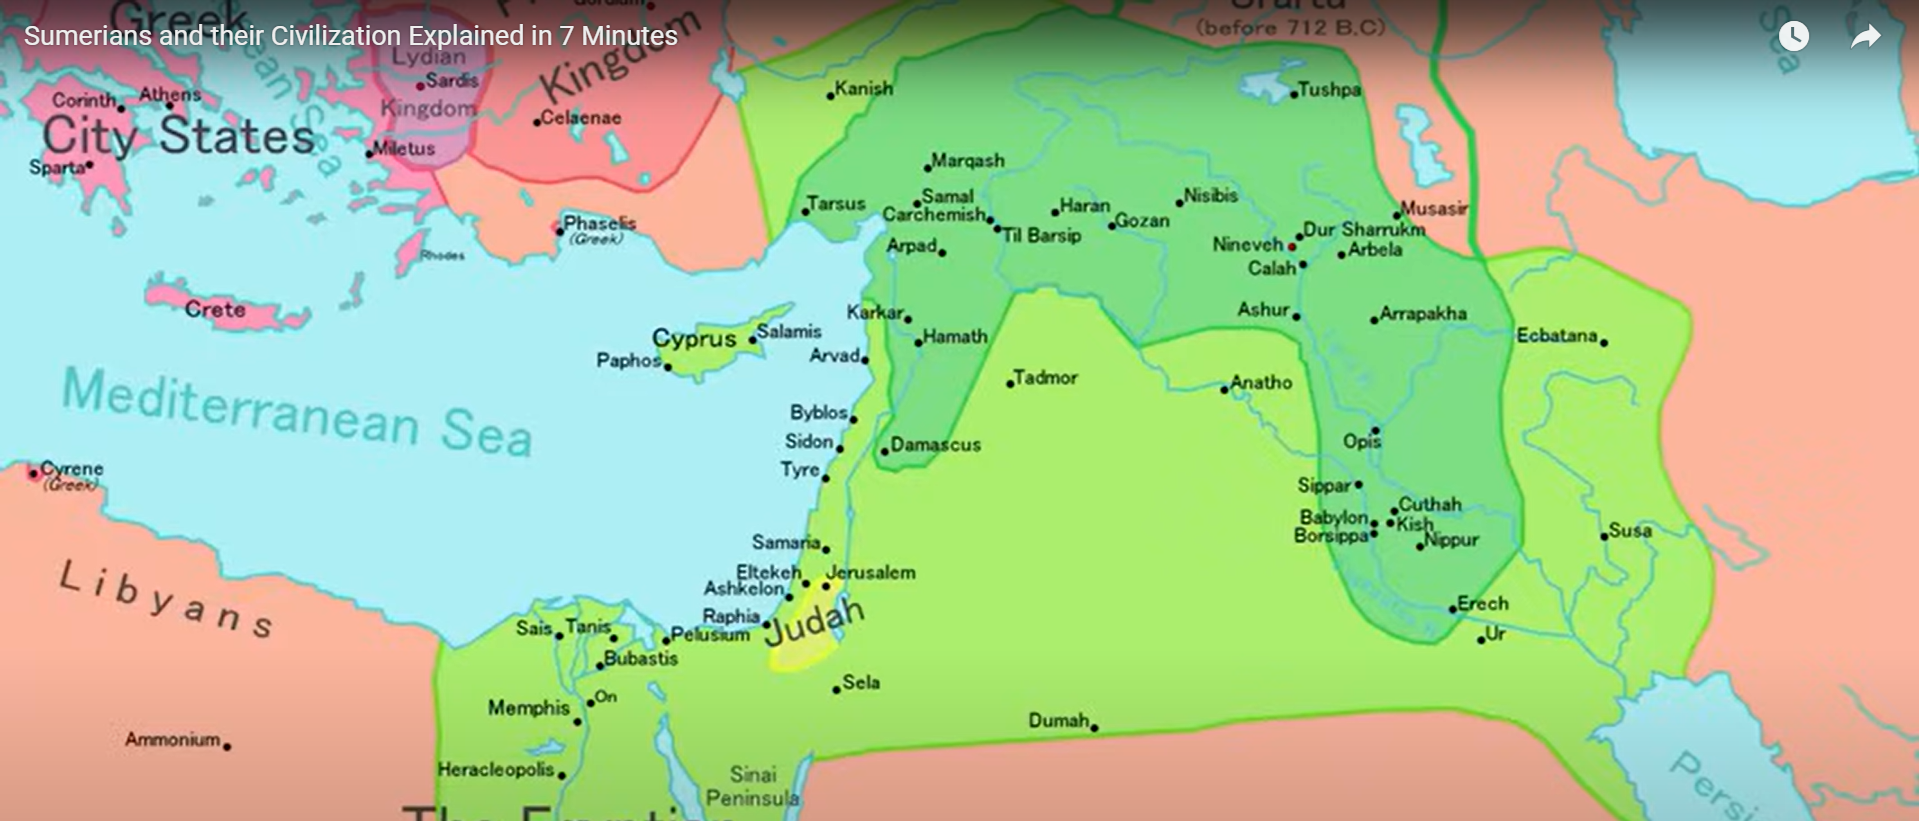 Sumerians and their Civilization Explained in 7 Minutes
Greek
City States
Corinth
Athens
Sparta
Lydian
Sardis
Kingdom
Miletus
Kingdom
Celaenae
Kanish
(before 712 B.C)
Tushpa
Sea
Phaselis
(Greek)
Rhodes
Crete
Tarsus
Marqash
Samal
Carchemish
Til Barsip
Haran
Gozan
Nisibis
Musasir
Dur Sharrukm
Nineveh
Arbela
Calah
Arpad
Karkar
Hamath
Ashur
Arrapakha
Ecbatana
Cyprus
Salamis
Paphos
Arvad
Tadmor
Anatho
Mediterranean Sea
Byblos
Sidon
Tyre
Damascus
Opis
Cyrene
(Greek)
Sippar
Cuthah
Babylon
Kish
Borsippa
Nippur
Susa
Samaria
Eltekeh
Jerusalem
Ashkelon
Raphia
Judah
Libyans
Sais
Tanis
Pelusium
Bubastis
Erech
Ur
Sela
On
Memphis
Dumah
Ammonium
Heracleopolis
Sinai
Peninsula
Persi